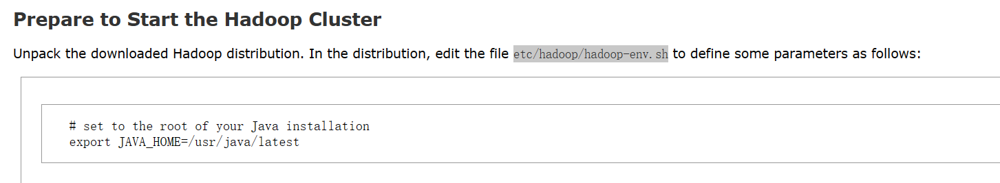 Prepare to Start the Hadoop Cluster
Unpack the downloaded Hadoop distribution. In the distribution, edit the file etc/hadoop/hadoop-env.sh to define some parameters as follows:
# set to the root of your Java installation
export JAVA_HOME=/usr/java/latest